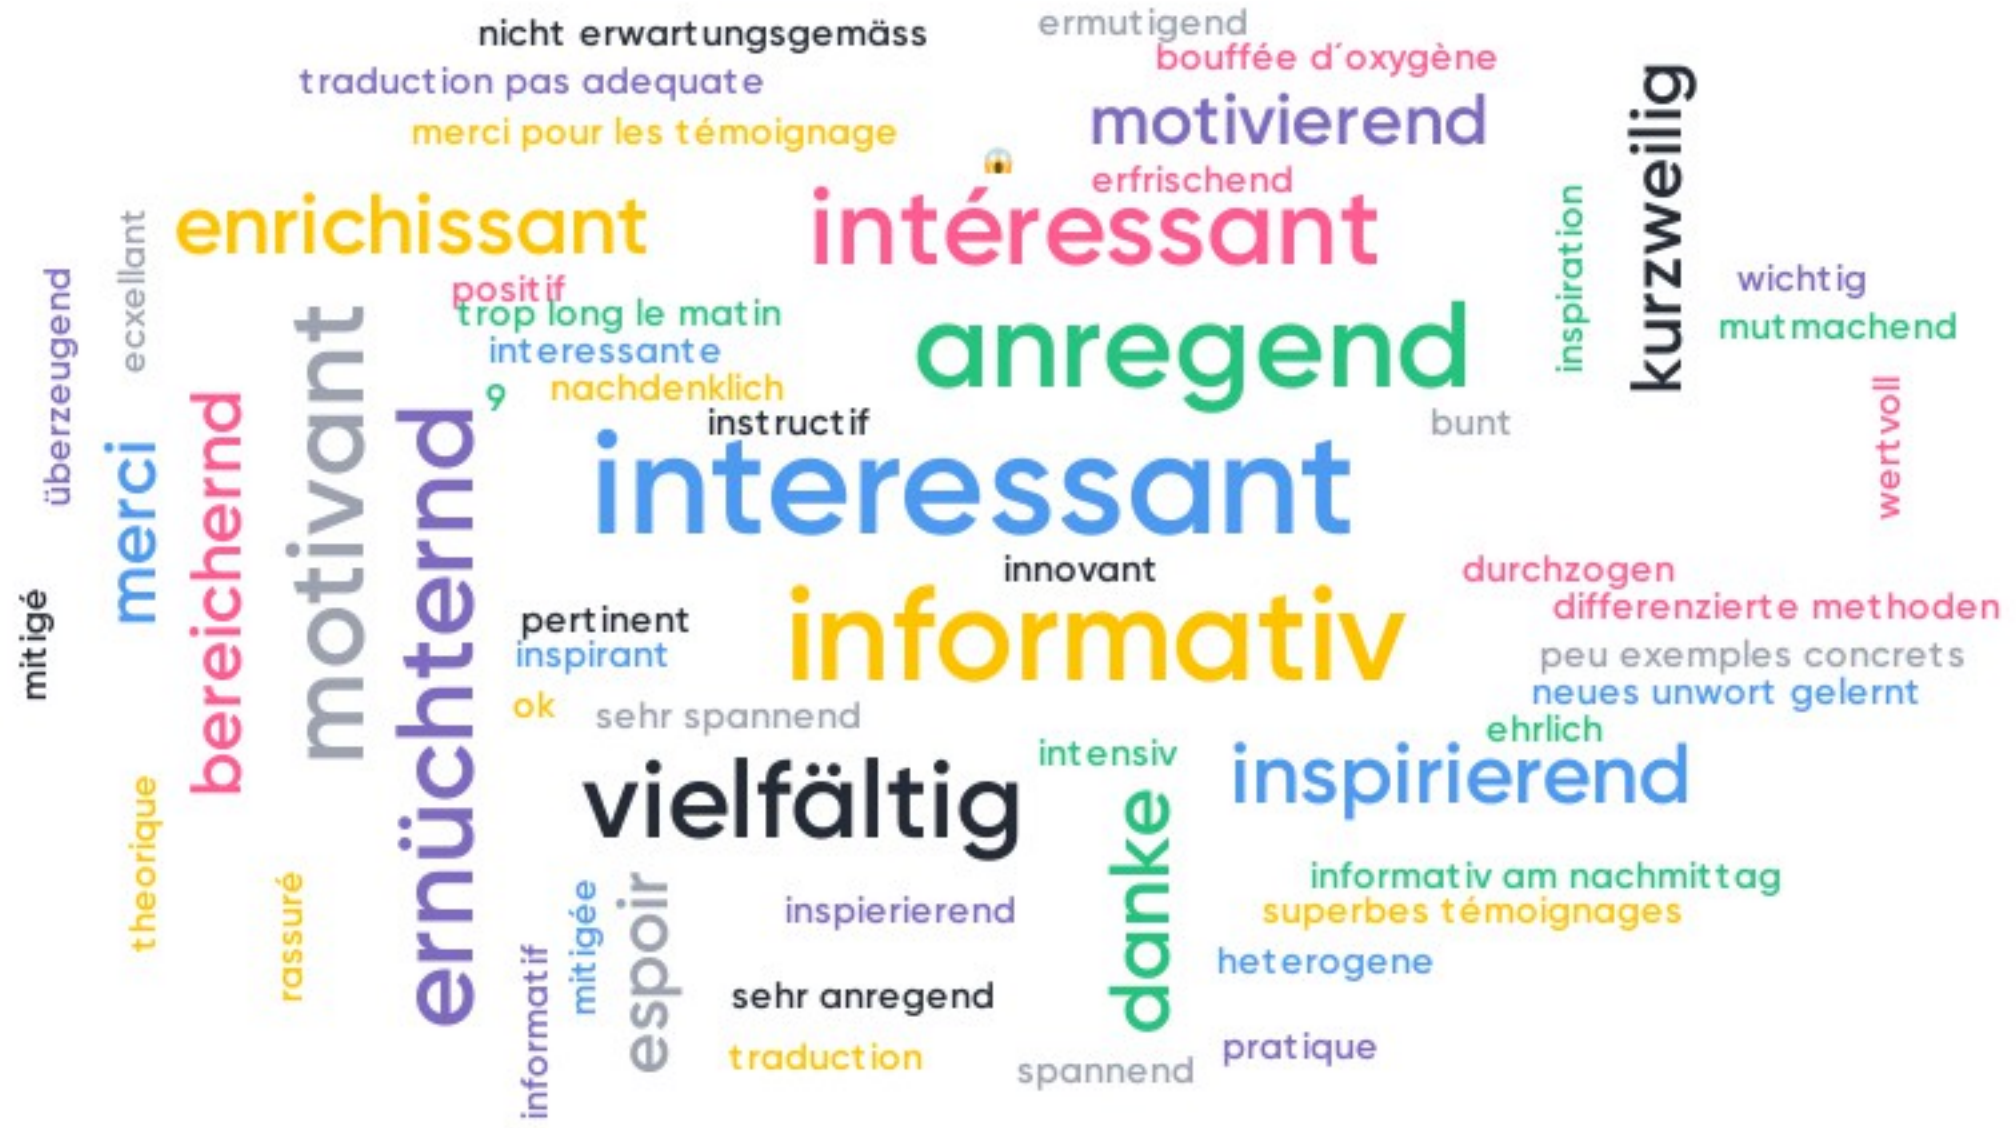 nicht erwartungsgemäss
ermutigend
bouffée d´oxygène
traduction pas adequate
motivierend
merci pour les témoignage
erfrischend
kurzweilig
enrichissant
intéressant
inspiration
ecxellant
überzeugend
positif
wichtig
trop long le matin
mutmachend
interessante
anregend
9
nachdenklich
motivant
wertvoll
instructif
bunt
merci
bereichernd
ernüchternd
interessant
innovant
durchzogen
mitigé
pertinent
informativ
differenzierte methoden
inspirant
peu exemples concrets
neues unwort gelernt
ok
sehr spannend
ehrlich
intensiv
inspirierend
vielfältig
theorique
danke
rassuré
informativ am nachmittag
mitigée
espoir
inspierierend
superbes témoignages
heterogene
informatif
sehr anregend
pratique
traduction
spannend